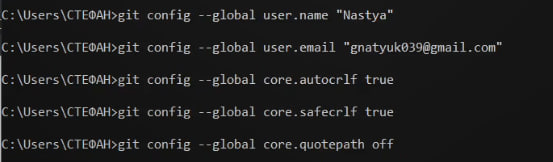 C:\Users\СТЕФАН>git config --global user.name "Nastya"
C:\Users\СТЕФАН>git config --global user.email "gnatyuk039@gmail.com"
C:\Users\СТЕФАН>git config --global core.autocrlf true
C:\Users\СТЕФАН>git config --global core.safecrlf true
C:\Users\СТЕФАН>git config --global core.quotepath off